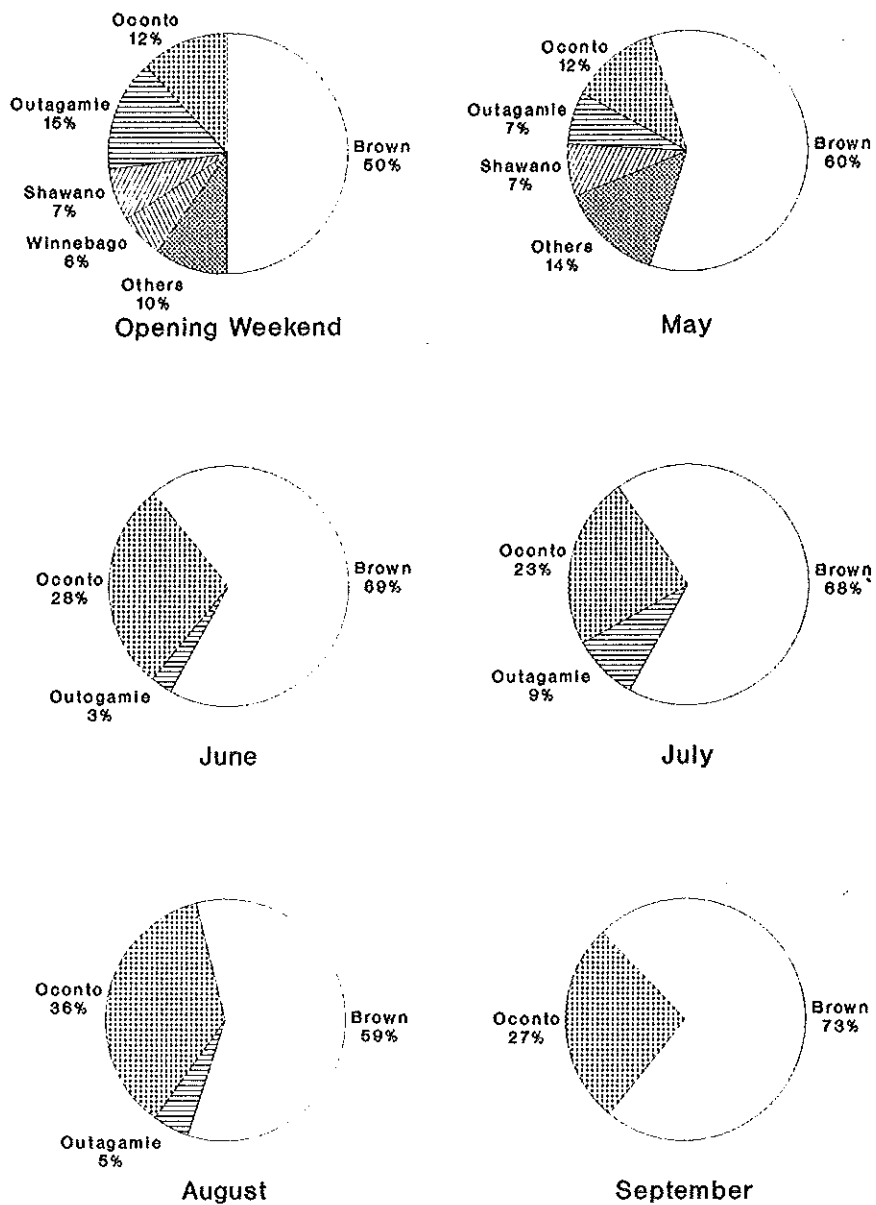 Oconto
12%
Outagamie
15%
Shawano
7%
Winnebago
6%
Others
10%
Brown
50%
Opening Weekend
Oconto
12%
Outagamie
7%
Shawano
7%
Others
14%
Brown
60%
May
Oconto
28%
Outogamie
3%
Brown
69%
June
Oconto
23%
Outagamie
9%
Brown
68%
July
Oconto
36%
Outagamie
5%
Brown
59%
August
Oconto
27%
Brown
73%
September